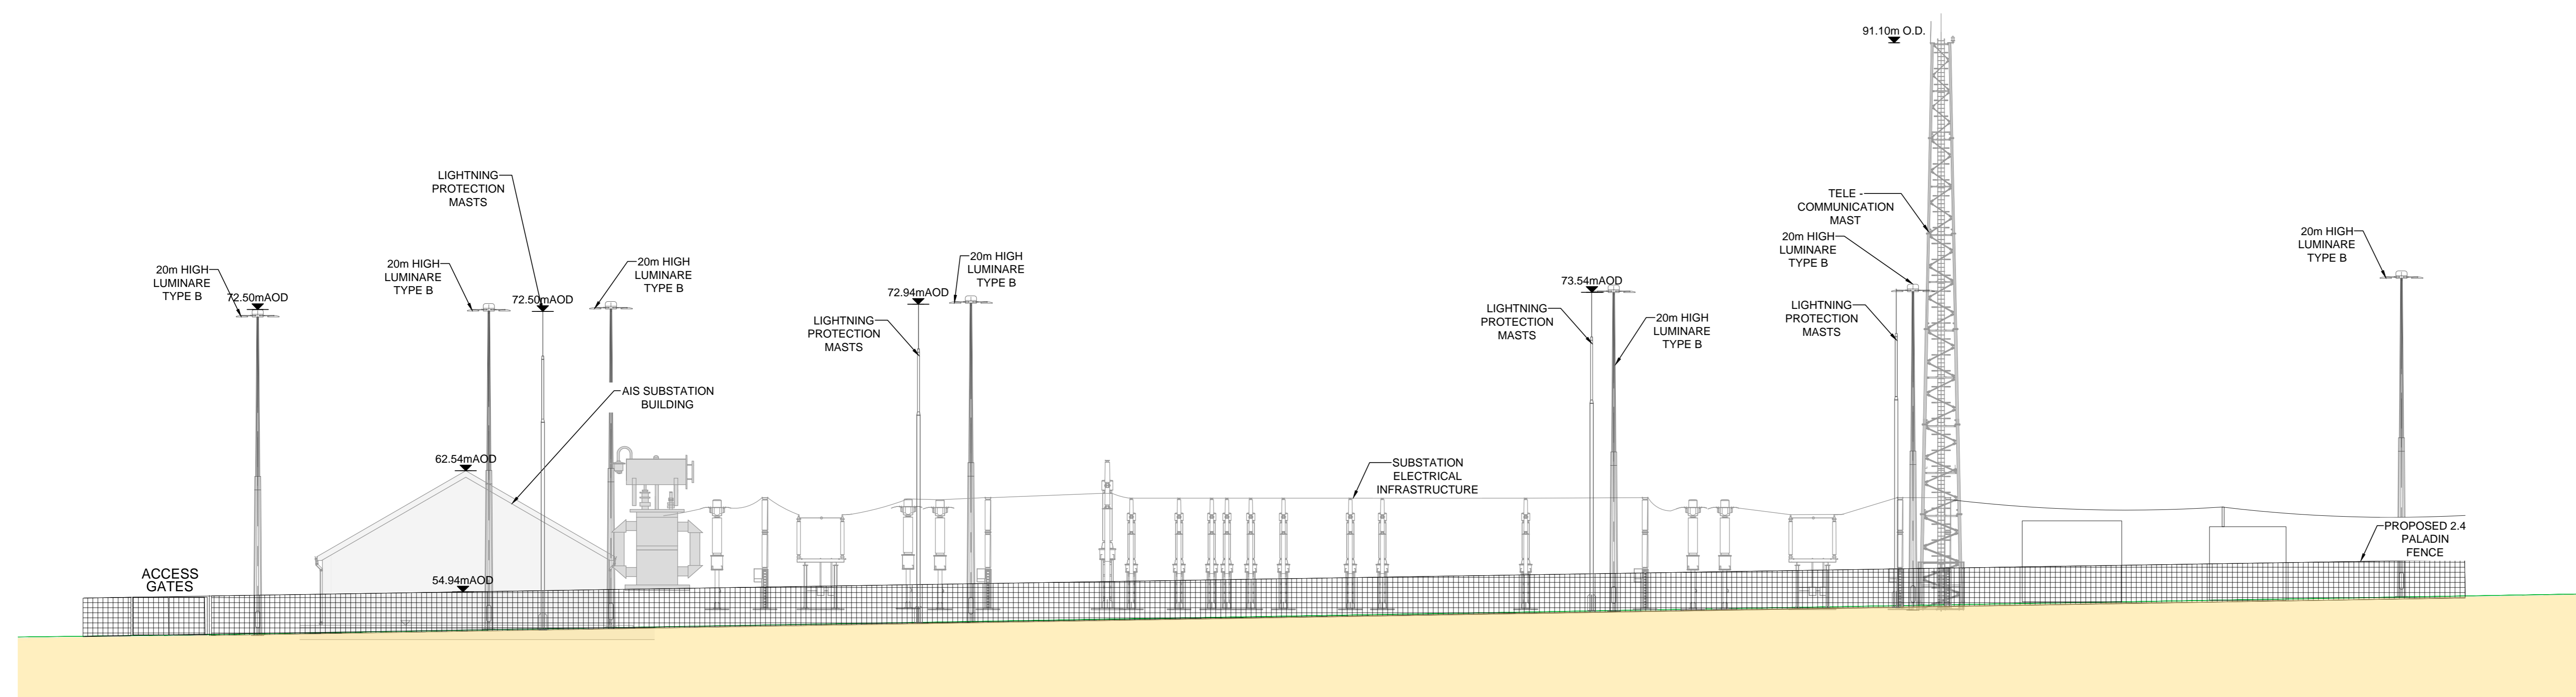 91.10m O.D.
LIGHTNING
PROTECTION
MASTS
TELE -
COMMUNICATION
MAST
20m HIGH
LUMINARE
TYPE B
72.50mAOD
20m HIGH
LUMINARE
TYPE B
72.50mAOD
20m HIGH
LUMINARE
TYPE B
72.94mAOD
20m HIGH
LUMINARE
TYPE B
73.54mAOD
20m HIGH
LUMINARE
TYPE B
20m HIGH
LUMINARE
TYPE B
LIGHTNING
PROTECTION
MASTS
LIGHTNING
PROTECTION
MASTS
20m HIGH
LUMINARE
TYPE B
LIGHTNING
PROTECTION
MASTS
AIS SUBSTATION
BUILDING
62.54mAOD
SUBSTATION
ELECTRICAL
INFRASTRUCTURE
PROPOSED 2.4
PALADIN
FENCE
ACCESS
GATES
54.94mAOD